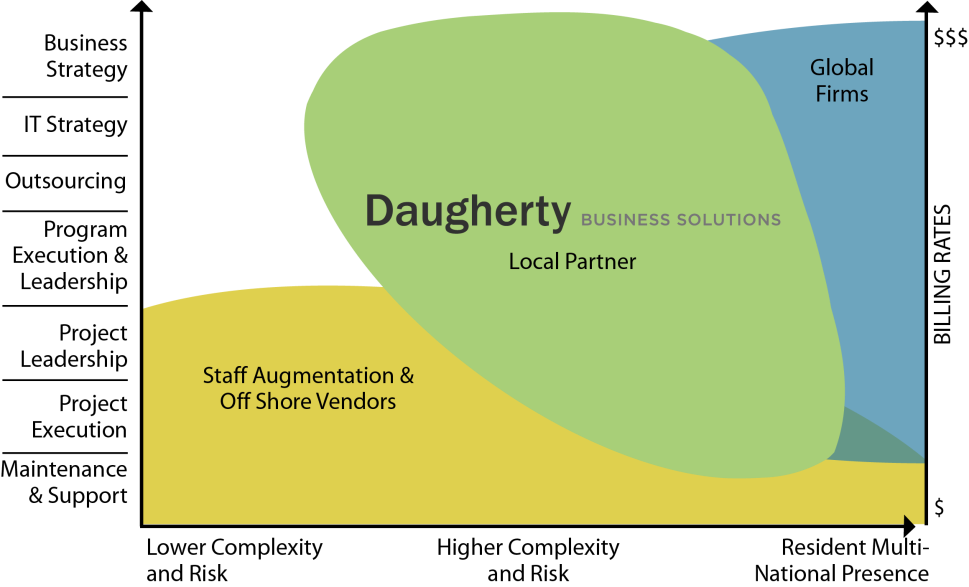 Business
Strategy
IT Strategy
Outsourcing
Program
Execution &
Leadership
Project
Leadership
Project
Execution
Maintenance
& Support
Global
Firms
Daugherty BUSINESS SOLUTIONS
Local Partner
Staff Augmentation &
Off Shore Vendors
$$$
BILLING RATES
$
Lower Complexity
and Risk
Higher Complexity
and Risk
Resident Multi-
National Presence